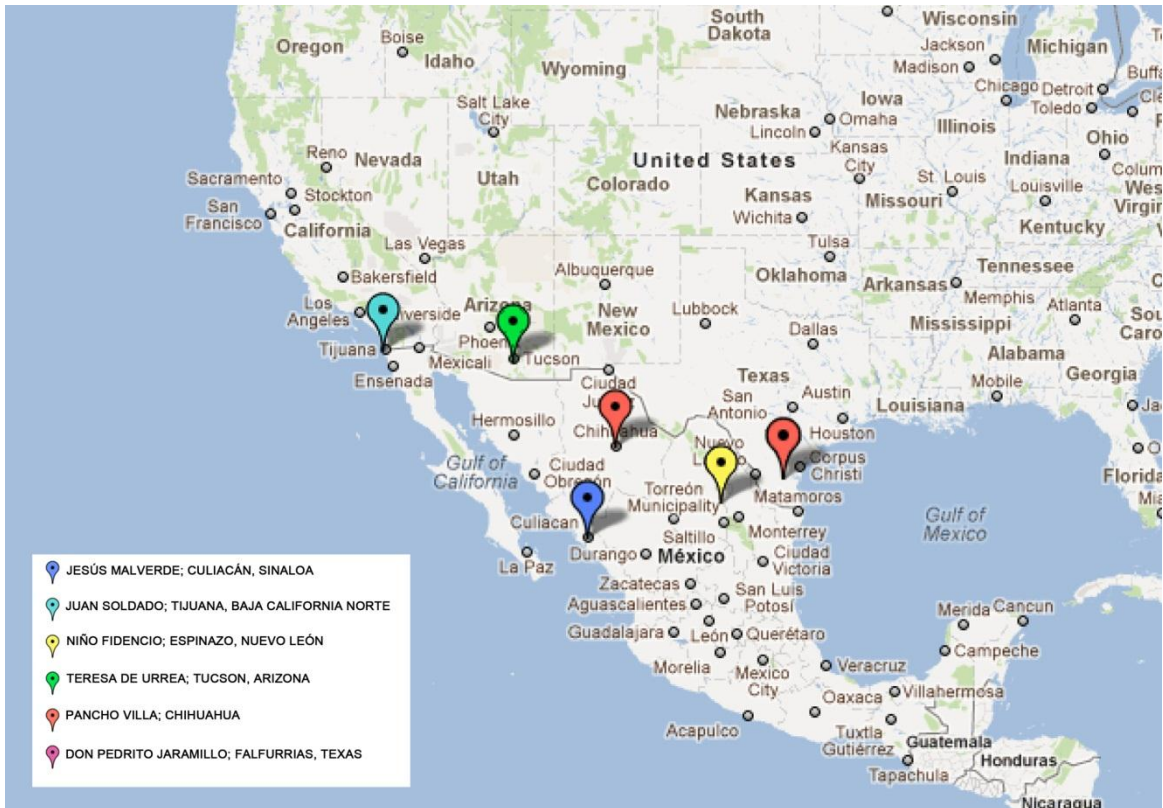 South
Dakota
Wisconsin
Oregon
Boise
Idaho
Wyoming
Jackson
Madison
Michigan
Salt Lake
City
Nebraska
Lincoln
Iowa
Omaha
Chicago
Detroit
Toledo
Illinois
Ohio
Reno
Nevada
Utah
United States
Colorado
Kansas
City
Indiana
Sacramento
Stockton
San
Francisco
California
Kansas
Wichita
St. Louis
Missouri
Louisville
Kentucky
West
Las Vegas
Bakersfield
Albuquerque
Tulsa
Oklahoma
Tennessee
Arkansas
Memphis
Los
Angeles
Arizona
New
Mexico
Lubbock
Mississippi
Atlanta
Tijuana
Mexicali
Tucson
Dallas
Alabama
Georgia
Ensenada
Ciudad
Texas
Mobile
San
Antonio
Austin
Louisiana
Hermosillo
Chihuahua
Houston
Nuevo
Corpus
Christi
Gulf of
California
Ciudad
Obregón
Torreón
Municipality
Matamoros
Florida
Culiacan
Saltillo
Monterrey
Gulf of
Mexico
Durango
México
Ciudad
Victoria
La Paz
Zacatecas
San Luis
Potosí
Aguascalientes
Merida
Cancun
Guadalajara
León
Querétaro
Campeche
Morelia
Mexico
City
Veracruz
Villahermosa
Oaxaca
Acapulco
Tuxtla
Gutiérrez
Guatemala
Honduras
Tapachula
Nicaragua
JESÚS MALVERDE; CULIACÁN, SINALOA
JUAN SOLDADO; TIJUANA, BAJA CALIFORNIA NORTE
NIÑO FIDENCIO; ESPINAZO, NUEVO LEÓN
TERESA DE URREA; TUCSON, ARIZONA
PANCHO VILLA; CHIHUAHUA
DON PEDRITO JARAMILLO; FALFURRIAS, TEXAS